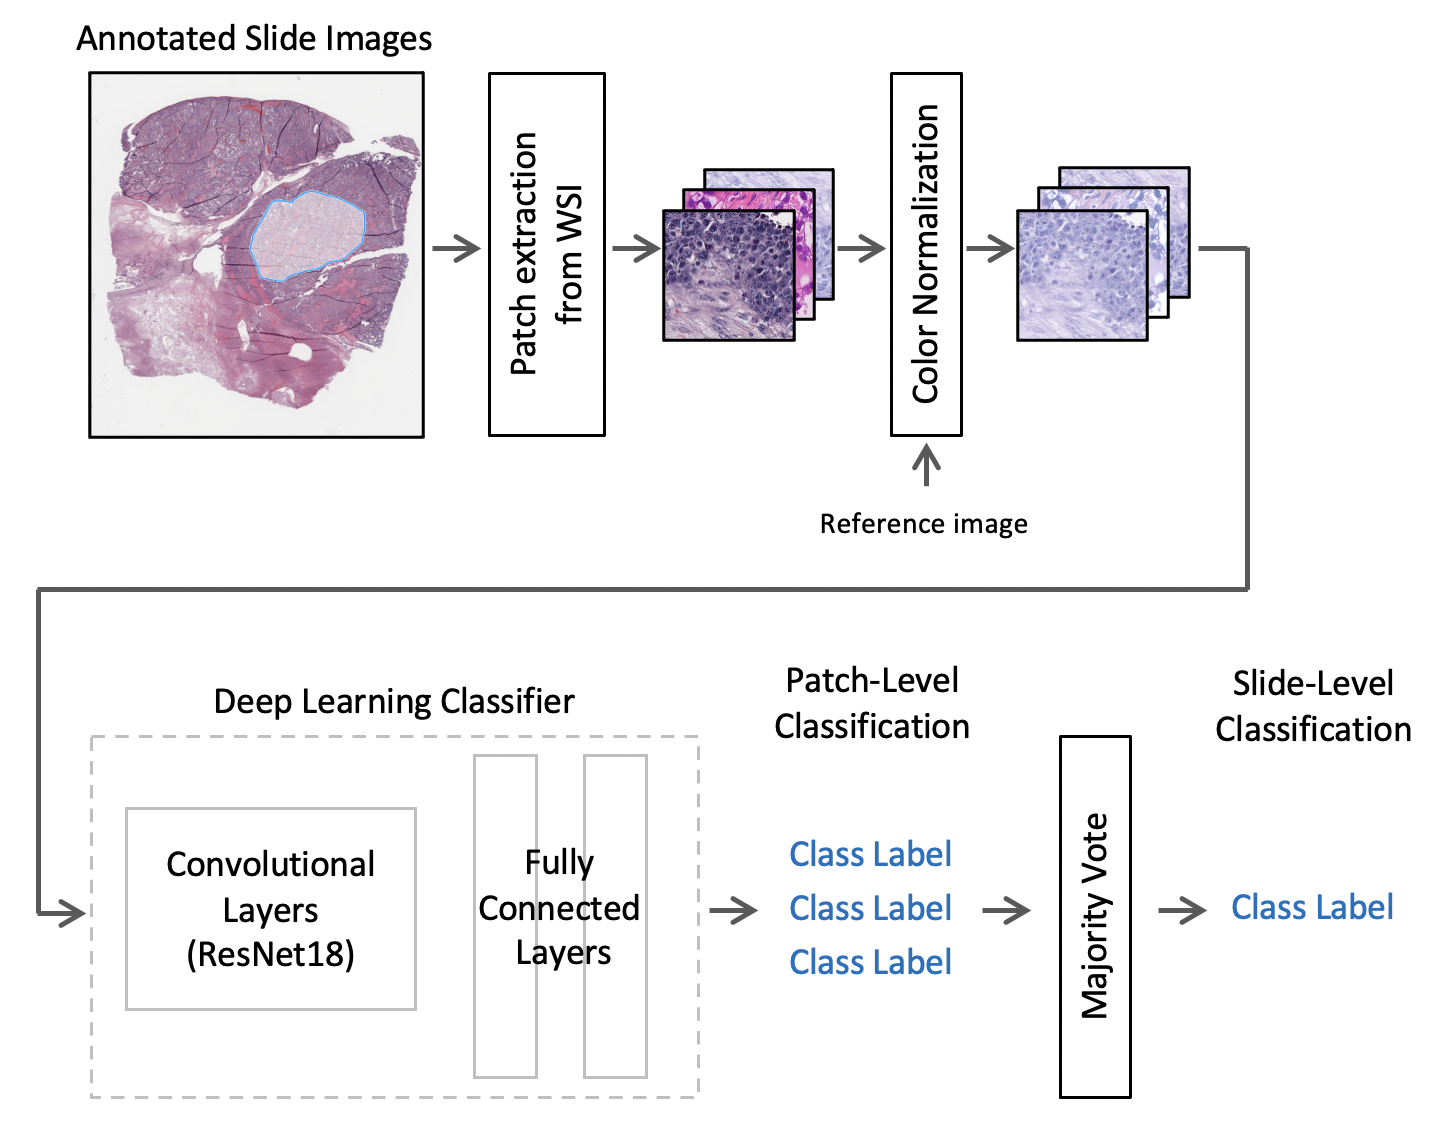 Annotated Slide Images
Patch extraction
from WSI
Color Normalization
Reference image
Deep Learning Classifier
Convolutional
Layers
(ResNet18)
Fully
Connected
Layers
Patch-Level
Classification
Class Label
Class Label
Class Label
Majority Vote
Slide-Level
Classification
Class Label